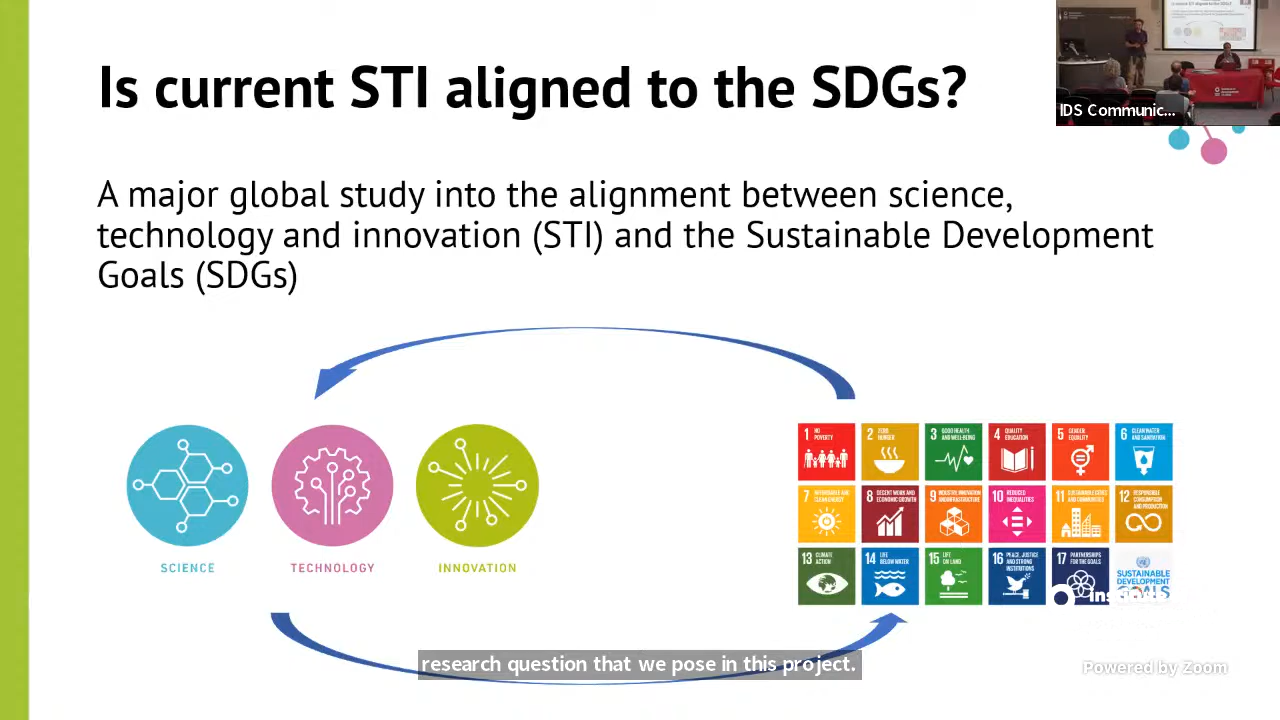 Is current STI aligned to the SDGs?
IDS Communic...
A major global study into the alignment between science,
technology and innovation (STI) and the Sustainable Development
Goals (SDGs)
SCIENCE
TECHNOLOGY
INNOVATION
1 NO POVERTY
2 ZERO HUNGER
3 GOOD HEALTH AND WELL-BEING
4 QUALITY EDUCATION
5 GENDER EQUALITY
6 CLEAN WATER AND SANITATION
7 AFFORDABLE AND CLEAN ENERGY
8 DECENT WORK AND ECONOMIC GROWTH
9 INDUSTRY, INNOVATION AND INFRASTRUCTURE
10 REDUCED INEQUALITIES
11 SUSTAINABLE CITIES AND COMMUNITIES
12 RESPONSIBLE CONSUMPTION AND PRODUCTION
13 CLIMATE ACTION
14 LIFE BELOW WATER
15 LIFE ON LAND
16 PEACE, JUSTICE AND STRONG INSTITUTIONS
17 PARTNERSHIPS FOR THE GOALS
SUSTAINABLE
DEVELOPMENT
GOALS
research question that we pose in this project.
Powered by Zoom